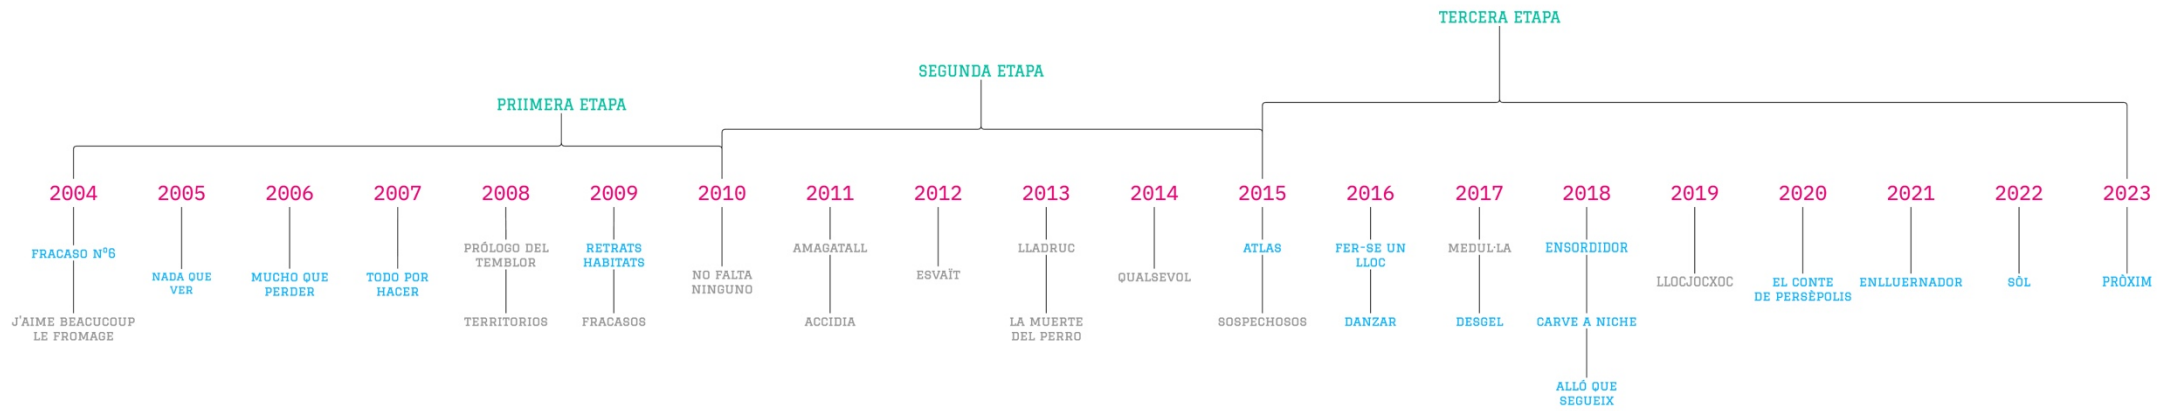 TERCERA ETAPA
SEGUNDA ETAPA
PRIIMERA ETAPA
2004
2005
2006
2007
2008
2009
2010
2011
2012
2013
2014
2015
2016
2017
2018
2019
2020
2021
2022
2023
FRACASO Nº6
J'AIME BEACUCOUP
LE FROMAGE
NADA QUE
VER
MUCHO QUE
PERDER
TODO POR
HACER
PRÓLOGO DEL
TEMBLOR
TERRITORIOS
RETRATS
HABITATS
FRACASOS
NO FALTA
NINGUNO
AMAGATALL
ACCIDIA
ESVAÏT
LLADRUC
LA MUERTE
DEL PERRO
QUALSEVOL
ATLAS
SOSPECHOSOS
FER-SE UN
LLOC
DANZAR
MEDUL·LA
DESGEL
ENSORDIDOR
CARVE A NICHE
ALLÓ QUE
SEGUEIX
LLOCJOCXOC
EL CONTE
DE PERSÈPOLIS
ENLLUERNADOR
SÒL
PRÒXIM